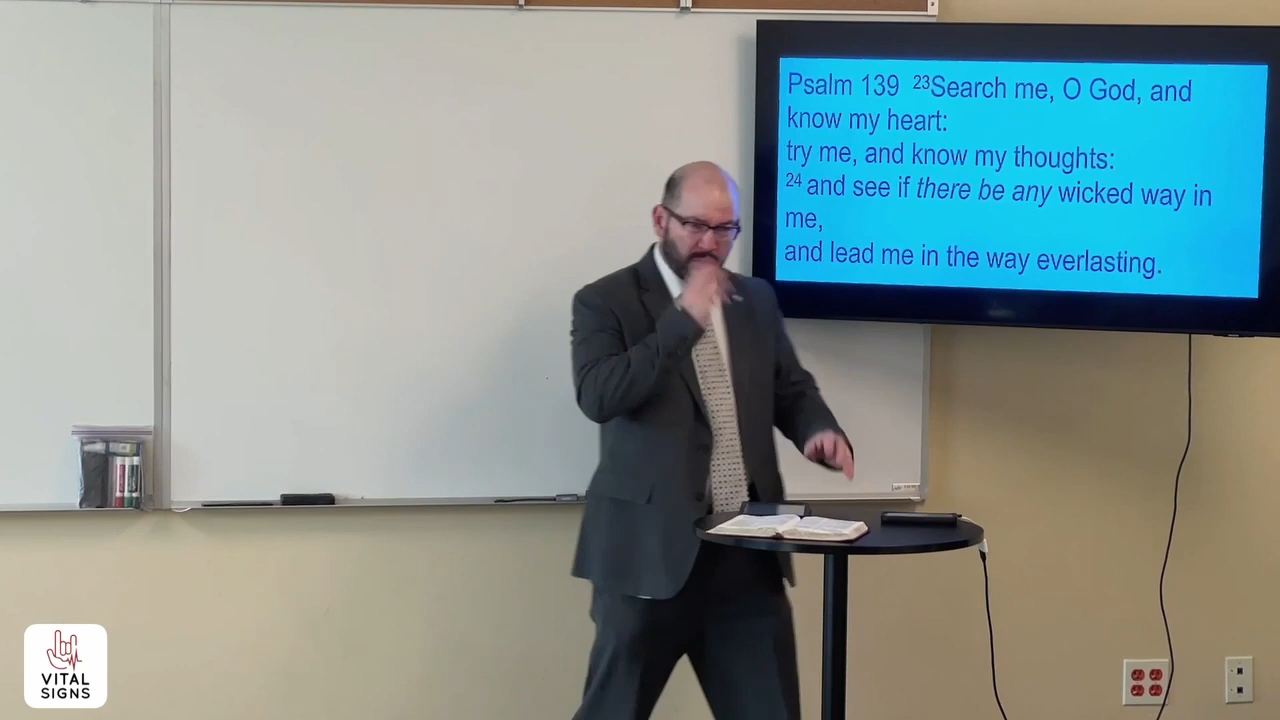 Psalm 139 ²³Search me, O God, and
know my heart:
try me, and know my thoughts:
²⁴ and see if there be any wicked way in
me,
and lead me in the way everlasting.
VITAL
SIGNS